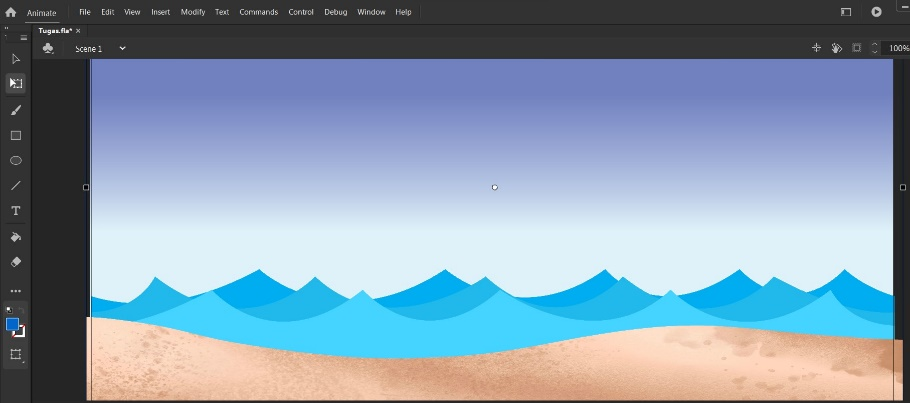 Animate File Edit View Insert Modify Text Commands Control Debug Window Help
Tugas.fla* ×
Scene 1 100%
T